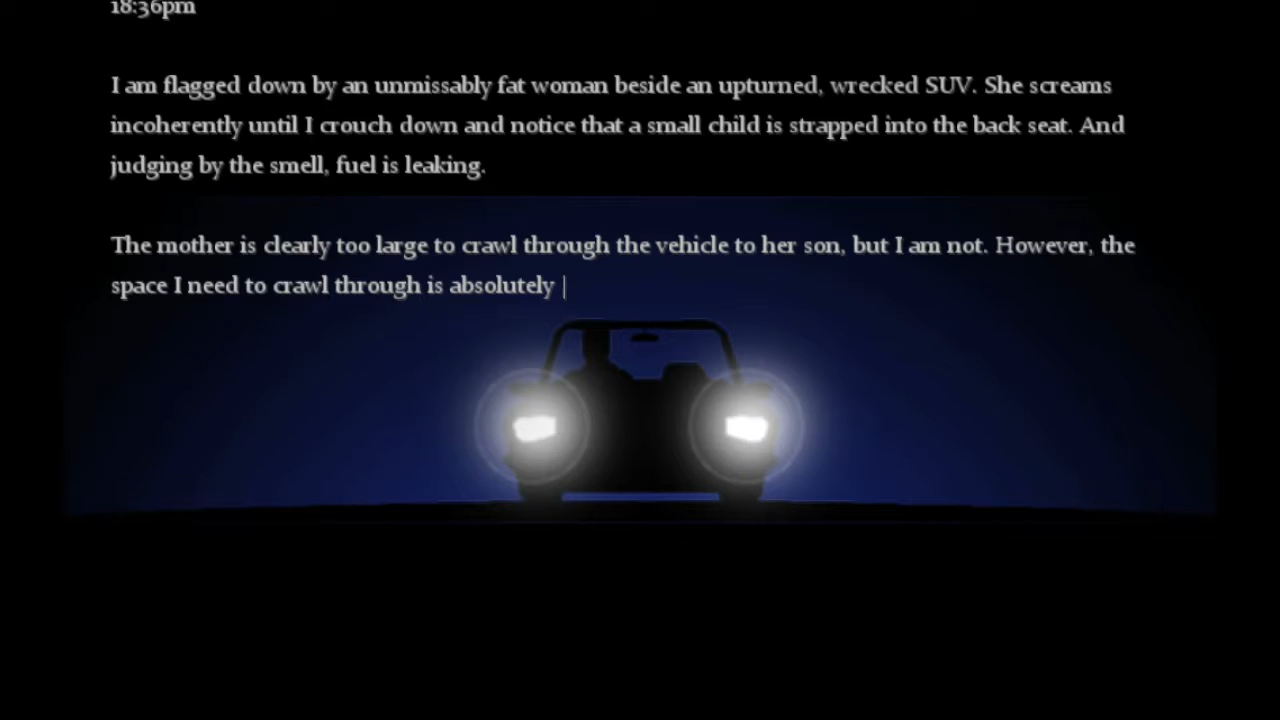 18:36pm
I am flagged down by an unmissably fat woman beside an upturned, wrecked SUV. She screams
incoherently until I crouch down and notice that a small child is strapped into the back seat. And
judging by the smell, fuel is leaking.
The mother is clearly too large to crawl through the vehicle to her son, but I am not. However, the
space I need to crawl through is absolutely |